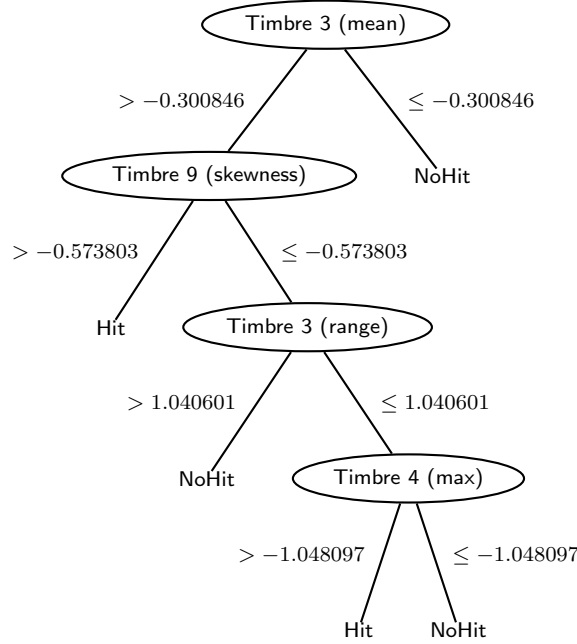 Timbre 3 (mean)
> −0.300846
≤ −0.300846
Timbre 9 (skewness)
NoHit
> −0.573803
≤ −0.573803
Hit
Timbre 3 (range)
> 1.040601
≤ 1.040601
NoHit
Timbre 4 (max)
> −1.048097
≤ −1.048097
Hit
NoHit